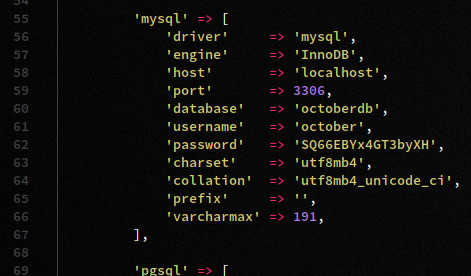 54
55 'mysql' => [
56 'driver' => 'mysql',
57 'engine' => 'InnoDB',
58 'host' => 'localhost',
59 'port' => 3306,
60 'database' => 'octoberdb',
61 'username' => 'october',
62 'password' => 'SQ66EBYx4GT3byXH',
63 'charset' => 'utf8mb4',
64 'collation' => 'utf8mb4_unicode_ci',
65 'prefix' => '',
66 'varcharmax' => 191,
67 ],
68
69 'pgsql' => [